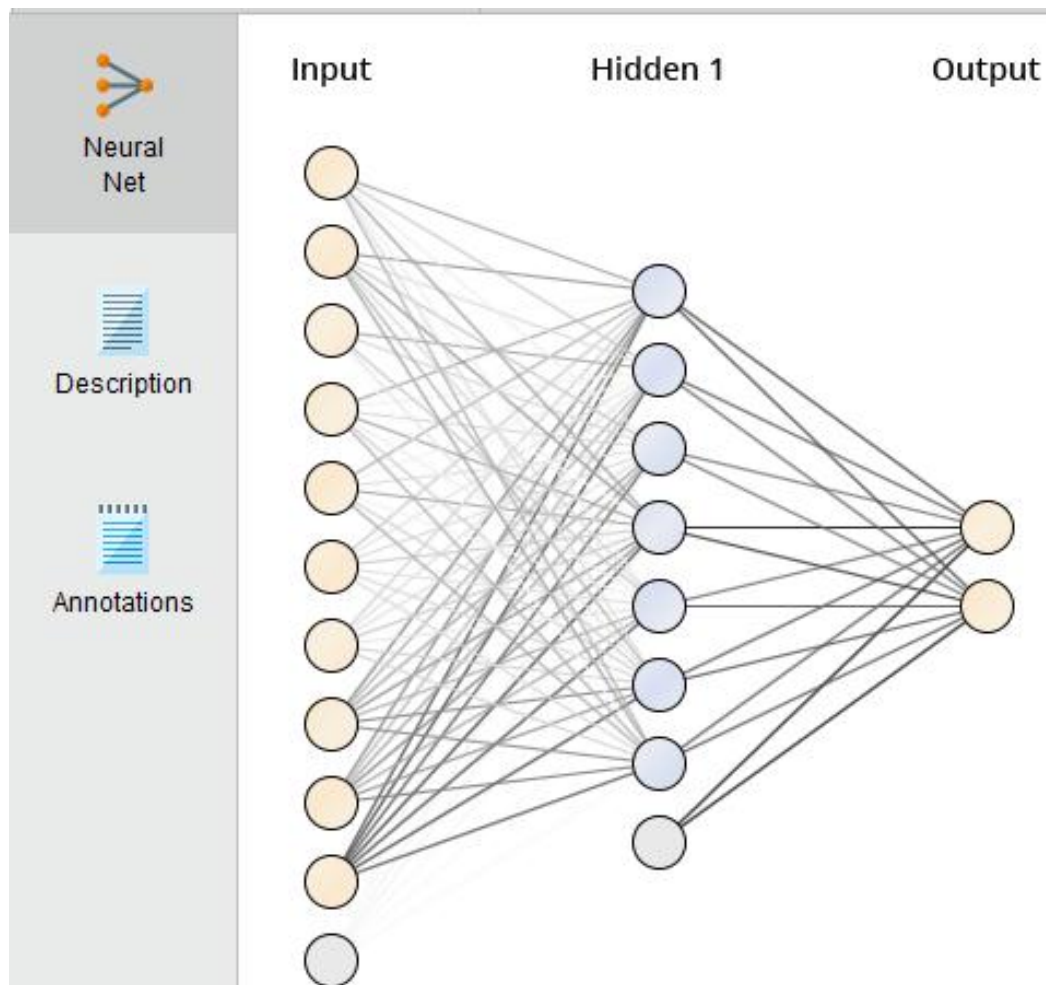 Input
Hidden 1
Output
Neural
Net
Description
Annotations